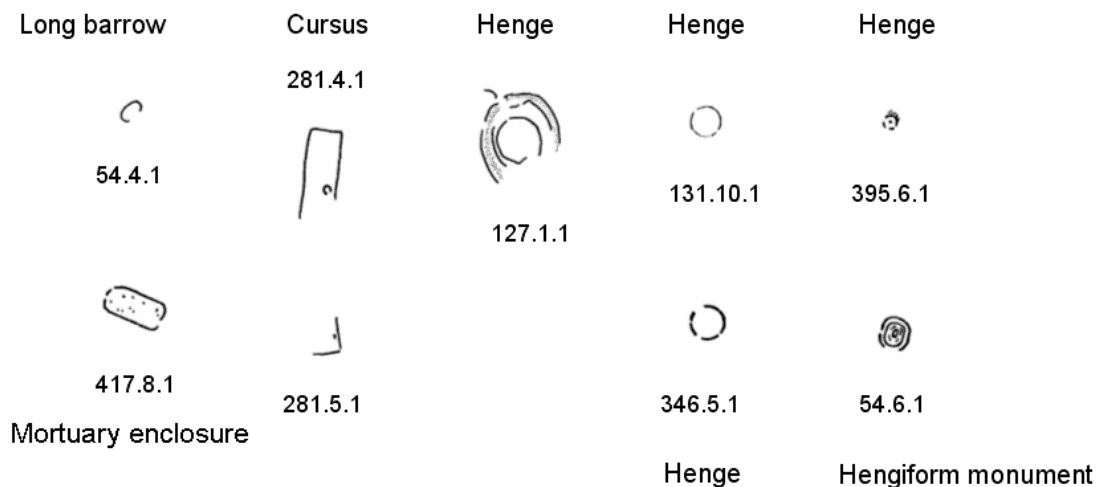 Long barrow
Cursus
Henge
Henge
Henge
281.4.1
54.4.1
131.10.1
395.6.1
127.1.1
417.8.1
281.5.1
346.5.1
54.6.1
Mortuary enclosure
Henge
Hengiform monument